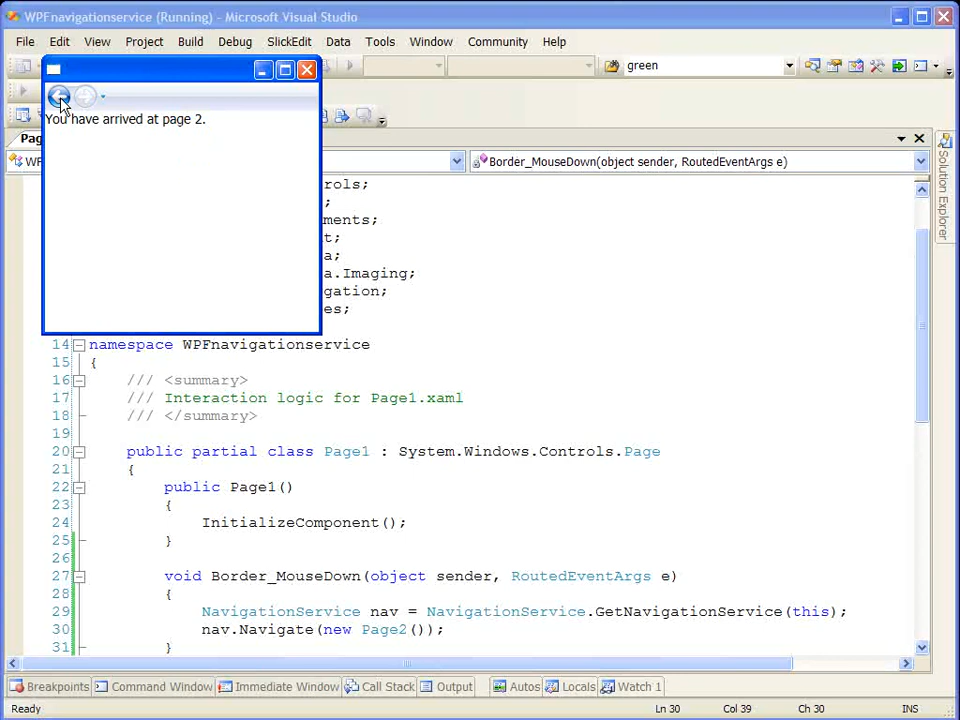 WPFnavigationservice (Running) - Microsoft Visual Studio
File Edit View Project Build Debug SlickEdit Data Tools Window Community Help
green
You have arrived at page 2.
Pag
WP
Border_MouseDown(object sender, RoutedEventArgs e)
Solution Explorer
rols;
;
ments;
t;
a;
a.Imaging;
gation;
es;
14 namespace WPFnavigationservice
15 {
16 /// <summary>
17 /// Interaction logic for Page1.xaml
18 /// </summary>
19
20 public partial class Page1 : System.Windows.Controls.Page
21 {
22 public Page1()
23 {
24 InitializeComponent();
25 }
26
27 void Border_MouseDown(object sender, RoutedEventArgs e)
28 {
29 NavigationService nav = NavigationService.GetNavigationService(this);
30 nav.Navigate(new Page2());
31 }
Breakpoints Command Window Immediate Window Call Stack Output Autos Locals Watch 1
Ready Ln 30 Col 39 Ch 30 INS